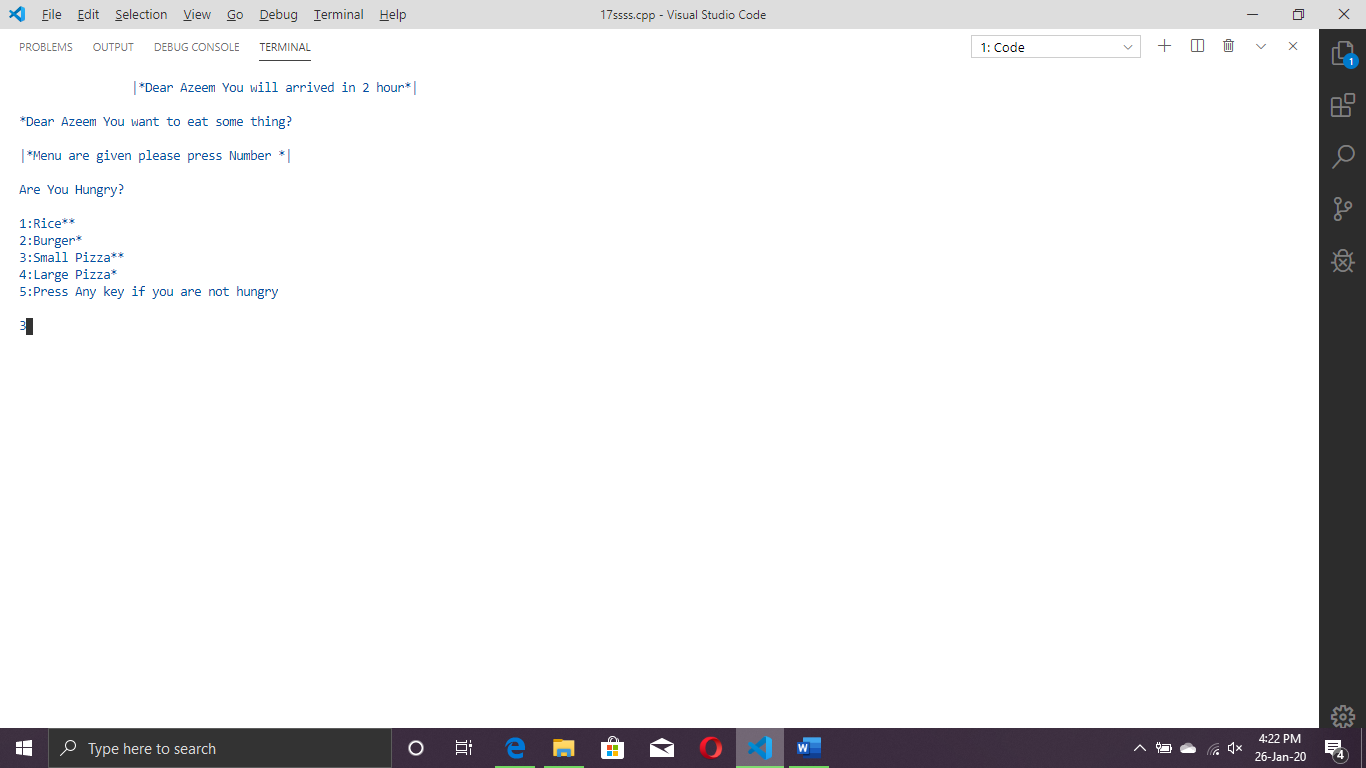 File Edit Selection View Go Debug Terminal Help 17ssss.cpp - Visual Studio Code
PROBLEMS OUTPUT DEBUG CONSOLE TERMINAL 1: Code
|*Dear Azeem You will arrived in 2 hour*|
*Dear Azeem You want to eat some thing?
|*Menu are given please press Number *|
Are You Hungry?
1:Rice**
2:Burger*
3:Small Pizza**
4:Large Pizza*
5:Press Any key if you are not hungry
3
1
Type here to search
4:22 PM
26-Jan-20
4